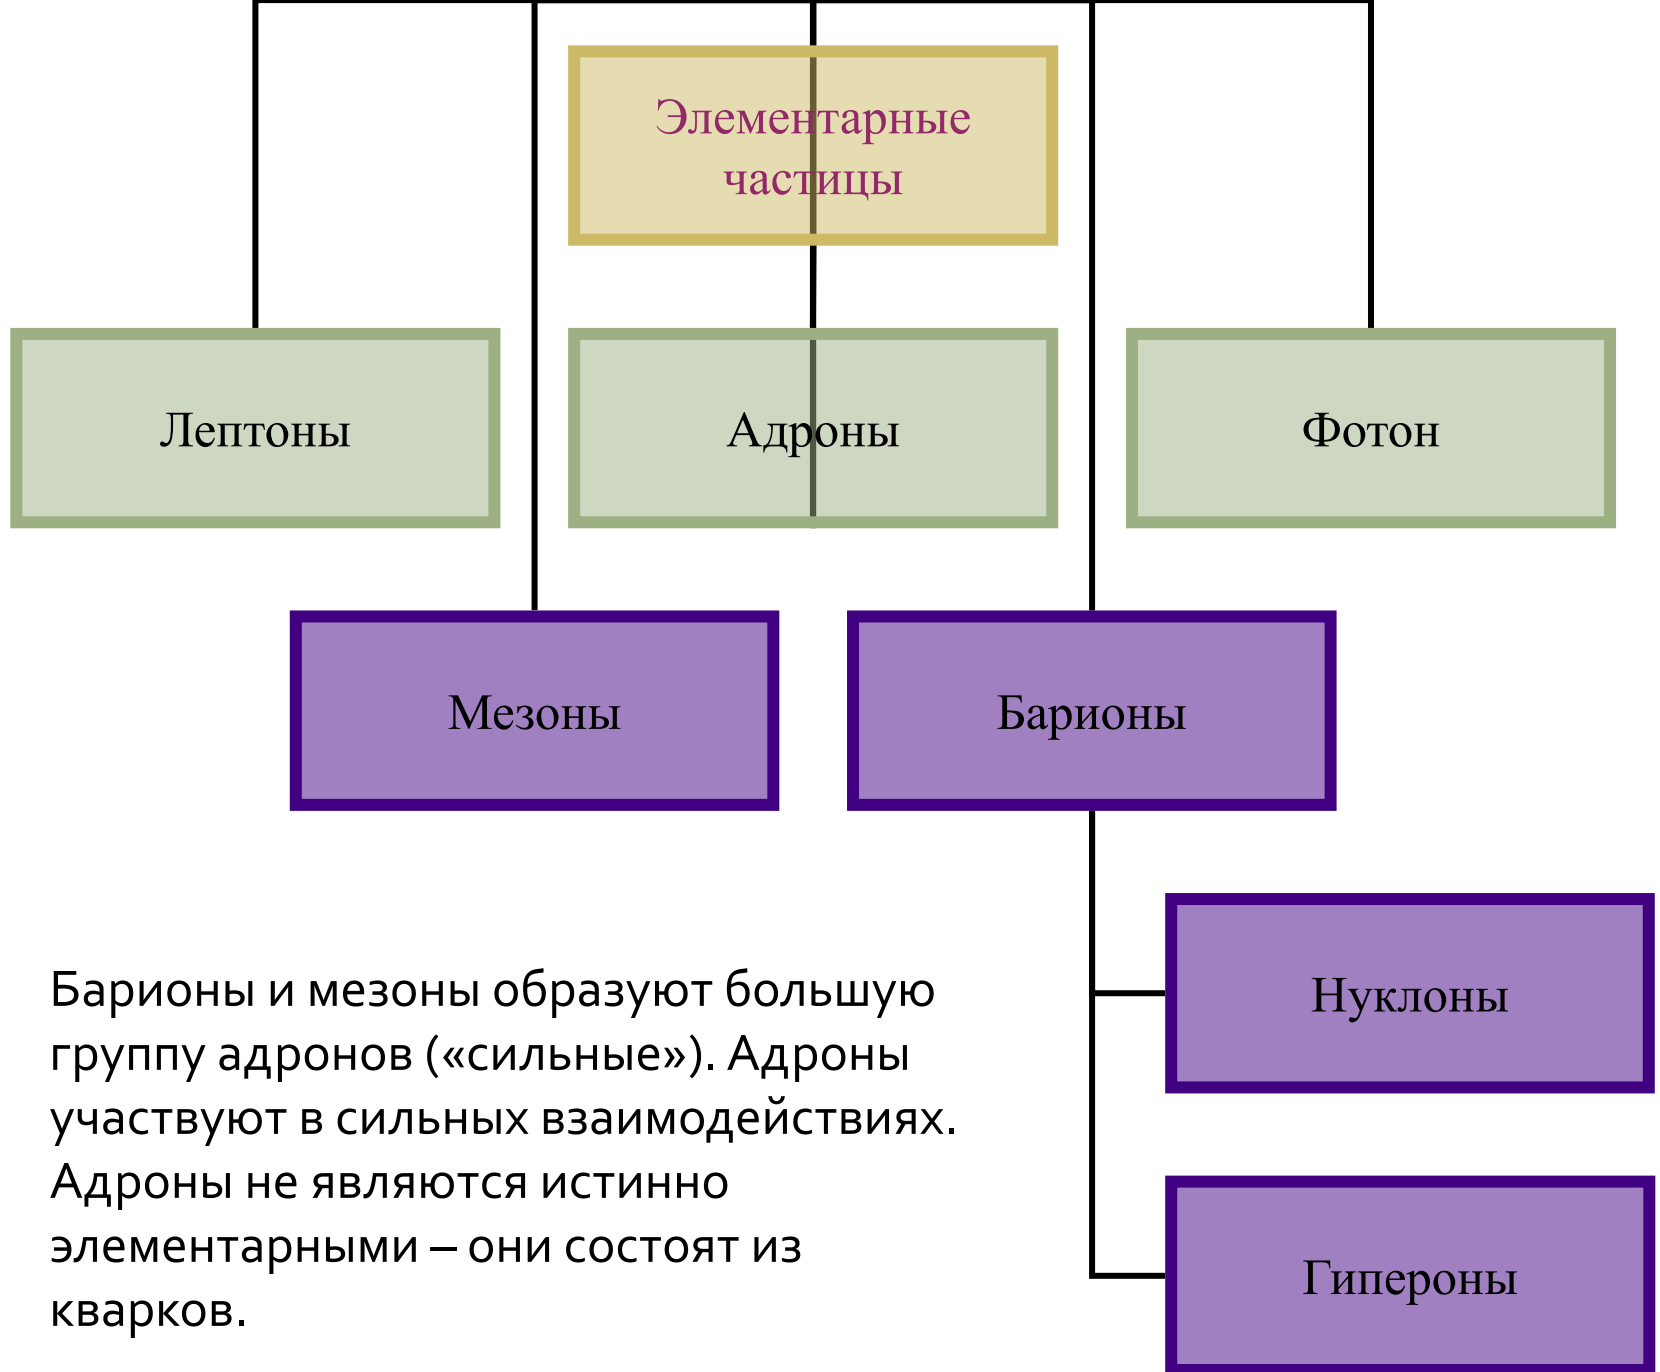 Элементарные
частицы
Лептоны
Адроны
Фотон
Мезоны
Барионы
Нуклоны
Гипероны
Барионы и мезоны образуют большую
группу адронов («сильные»). Адроны
участвуют в сильных взаимодействиях.
Адроны не являются истинно
элементарными – они состоят из
кварков.